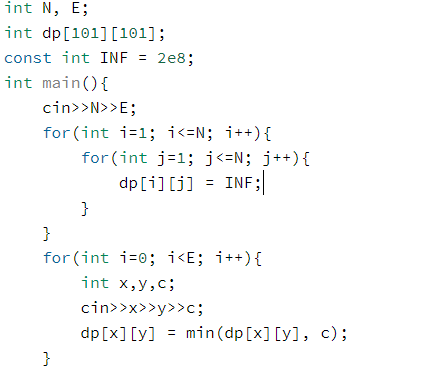 int N, E;
int dp[101][101];
const int INF = 2e8;
int main(){
    cin>>N>>E;
    for(int i=1; i<=N; i++){
        for(int j=1; j<=N; j++){
            dp[i][j] = INF;
        }
    }
    for(int i=0; i<E; i++){
        int x,y,c;
        cin>>x>>y>>c;
        dp[x][y] = min(dp[x][y], c);
    }